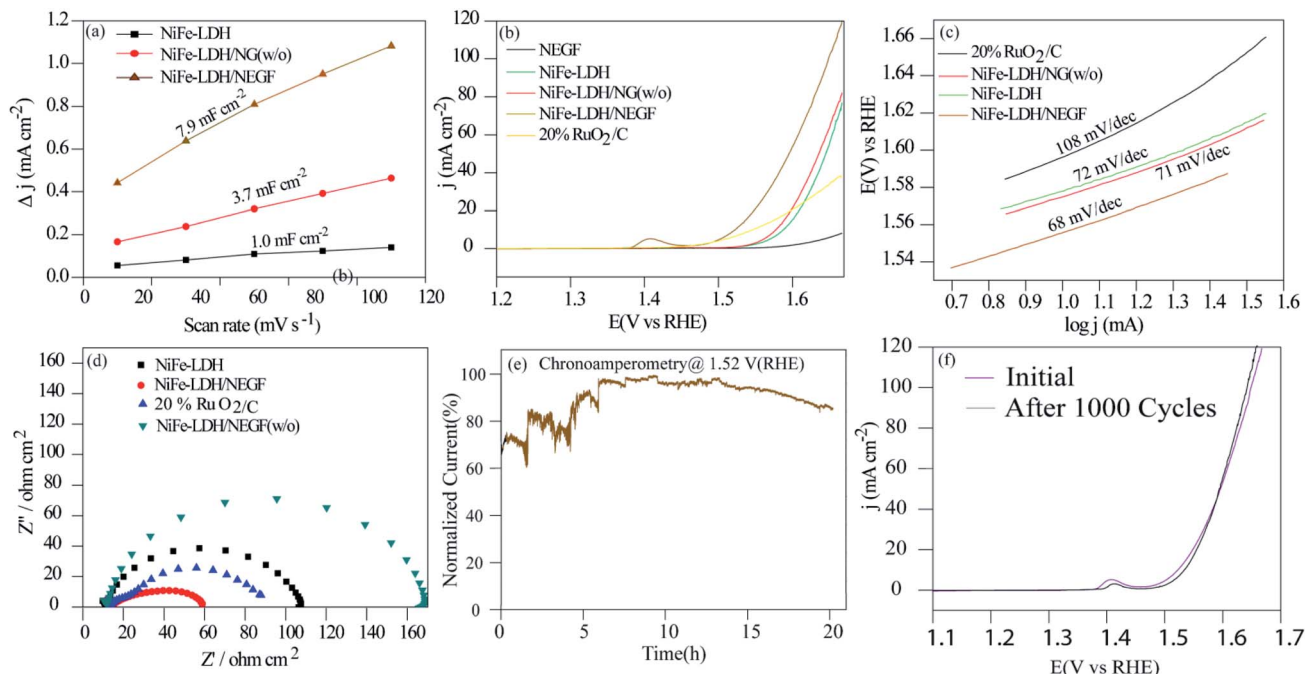 (a)
NiFe-LDH
NiFe-LDH/NG(w/o)
NiFe-LDH/NEGF
7.9 mF cm-2
3.7 mF cm-2
1.0 mF cm-2
(b)
Δ j (mA cm-2)
1.2
1.0
0.8
0.6
0.4
0.2
0.0
0 20 40 60 80 100 120
Scan rate (mV s-1)
(b)
NEGF
NiFe-LDH
NiFe-LDH/NG(w/o)
NiFe-LDH/NEGF
20% RuO2/C
j (mA cm-2)
120
100
80
60
40
20
0
1.2 1.3 1.4 1.5 1.6
E(V vs RHE)
(c)
20% RuO2/C
NiFe-LDH/NG(w/o)
NiFe-LDH
NiFe-LDH/NEGF
108 mV/dec
72 mV/dec
71 mV/dec
68 mV/dec
E(V) vs RHE
1.66
1.64
1.62
1.60
1.58
1.56
1.54
0.7 0.8 1.0 1.1 1.3 1.4 1.5 1.6
log j (mA)
(d)
NiFe-LDH
NiFe-LDH/NEGF
20 % Ru O2/C
NiFe-LDH/NEGF(w/o)
Z" / ohm cm2
160
140
120
100
80
60
40
20
0
0 20 40 60 80 100 120 140 170
Z' / ohm cm2
(e) Chronoamperometry@ 1.52 V(RHE)
Normalized Current(%)
100
80
60
40
20
0
0 5 10 15 20
Time(h)
(f)
Initial
After 1000 Cycles
j (mA cm-2)
120
100
80
60
40
20
0
1.1 1.2 1.3 1.4 1.5 1.6 1.7
E(V vs RHE)